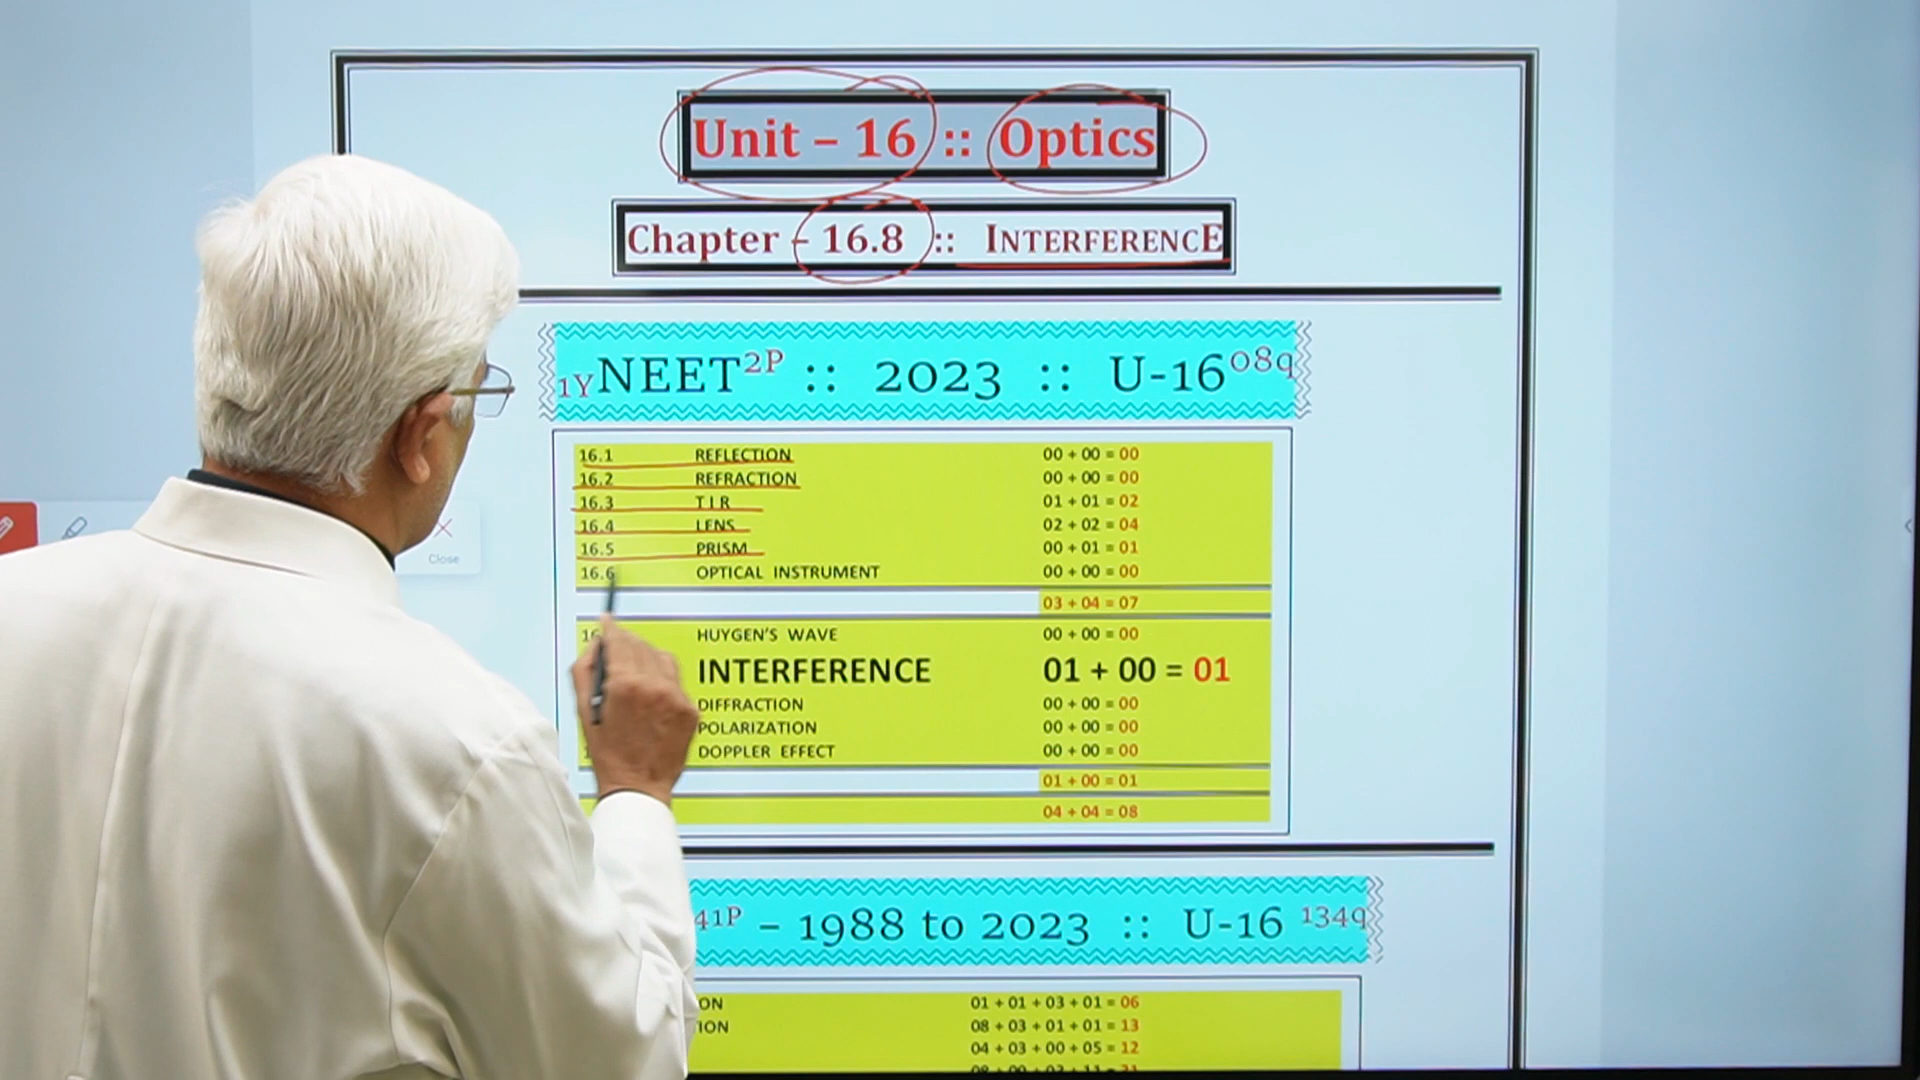 Unit – 16 :: Optics
Chapter – 16.8 :: INTERFERENCE
1YNEET2P :: 2023 :: U-1608q
16.1 REFLECTION 00 + 00 = 00
16.2 REFRACTION 00 + 00 = 00
16.3 T I R 01 + 01 = 02
16.4 LENS 02 + 02 = 04
16.5 PRISM 00 + 01 = 01
16.6 OPTICAL INSTRUMENT 00 + 00 = 00
Close
03 + 04 = 07
HUYGEN'S WAVE 00 + 00 = 00
INTERFERENCE 01 + 00 = 01
DIFFRACTION 00 + 00 = 00
POLARIZATION 00 + 00 = 00
DOPPLER EFFECT 00 + 00 = 00
01 + 00 = 01
04 + 04 = 08
41P – 1988 to 2023 :: U-16 134q
ON 01 + 01 + 03 + 01 = 06
ION 08 + 03 + 01 + 01 = 13
04 + 03 + 00 + 05 = 12